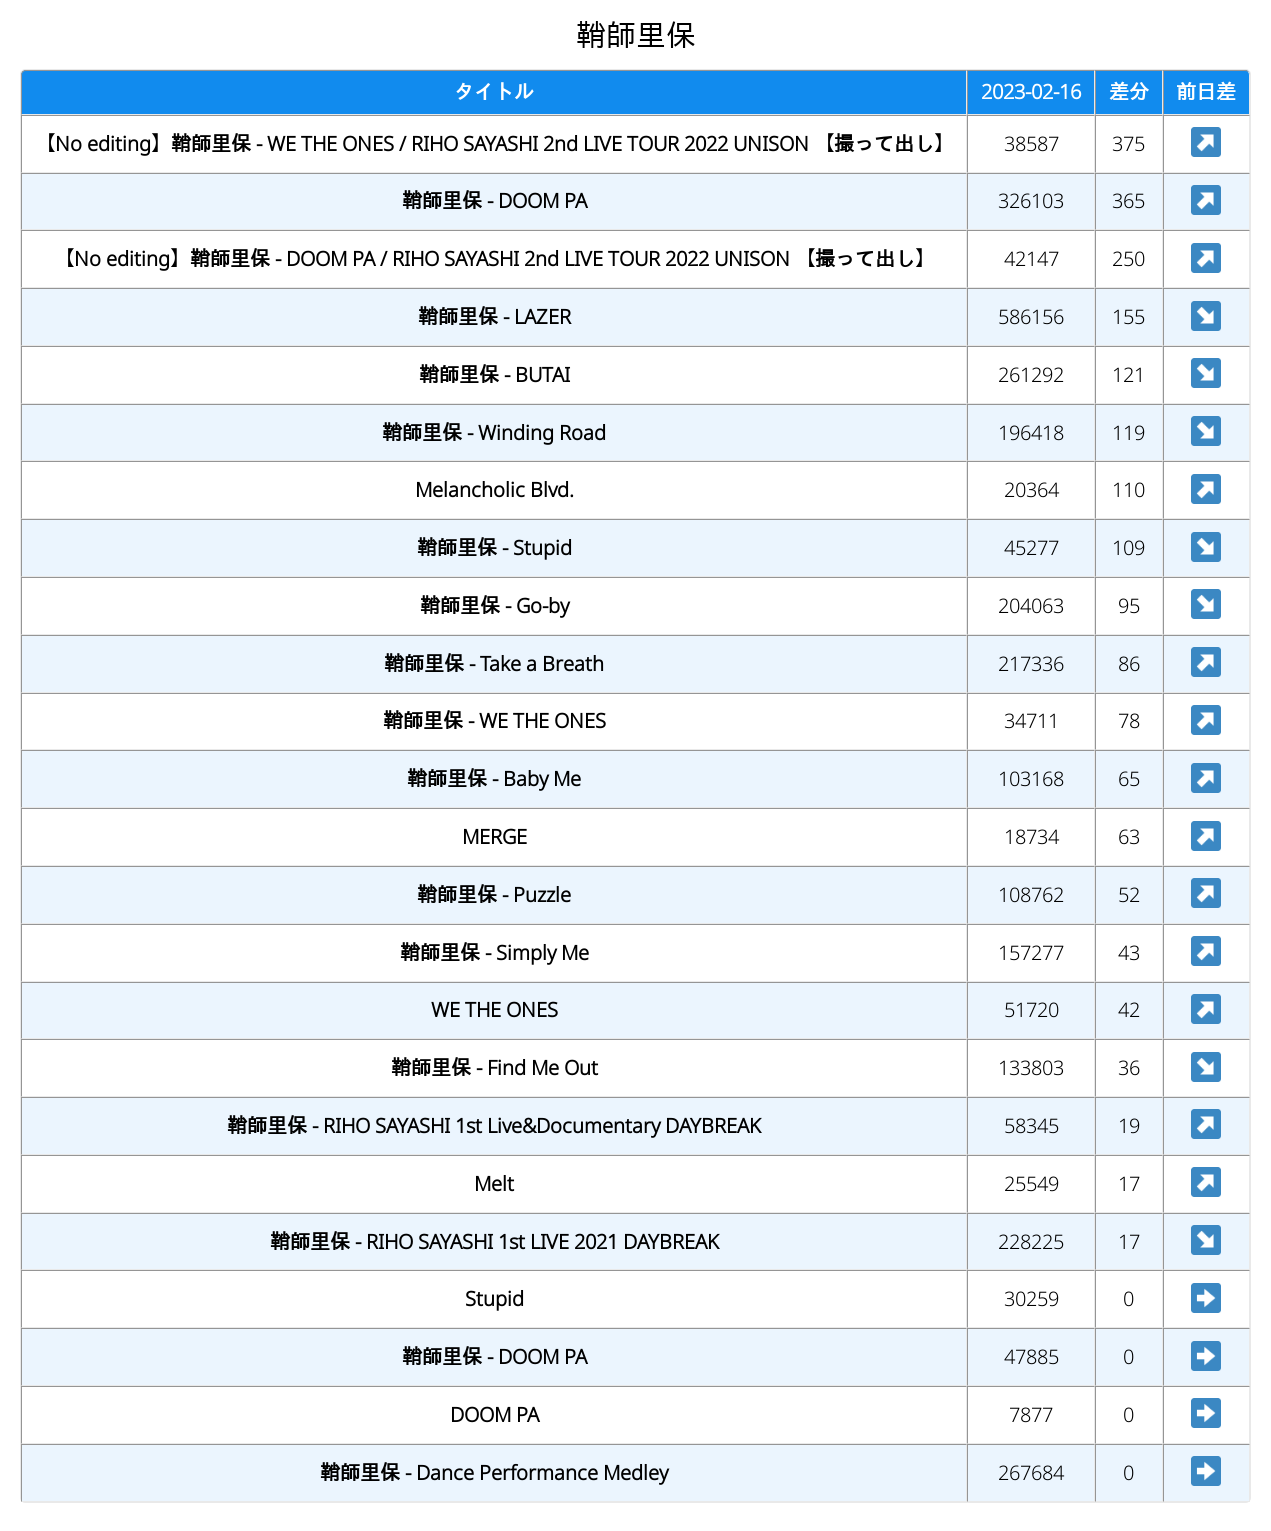 鞘師里保
タイトル 2023-02-16 差分 前日差
【No editing】鞘師里保 - WE THE ONES / RIHO SAYASHI 2nd LIVE TOUR 2022 UNISON 【撮って出し】 38587 375
鞘師里保 - DOOM PA 326103 365
【No editing】鞘師里保 - DOOM PA / RIHO SAYASHI 2nd LIVE TOUR 2022 UNISON 【撮って出し】 42147 250
鞘師里保 - LAZER 586156 155
鞘師里保 - BUTAI 261292 121
鞘師里保 - Winding Road 196418 119
Melancholic Blvd. 20364 110
鞘師里保 - Stupid 45277 109
鞘師里保 - Go-by 204063 95
鞘師里保 - Take a Breath 217336 86
鞘師里保 - WE THE ONES 34711 78
鞘師里保 - Baby Me 103168 65
MERGE 18734 63
鞘師里保 - Puzzle 108762 52
鞘師里保 - Simply Me 157277 43
WE THE ONES 51720 42
鞘師里保 - Find Me Out 133803 36
鞘師里保 - RIHO SAYASHI 1st Live&Documentary DAYBREAK 58345 19
Melt 25549 17
鞘師里保 - RIHO SAYASHI 1st LIVE 2021 DAYBREAK 228225 17
Stupid 30259 0
鞘師里保 - DOOM PA 47885 0
DOOM PA 7877 0
鞘師里保 - Dance Performance Medley 267684 0